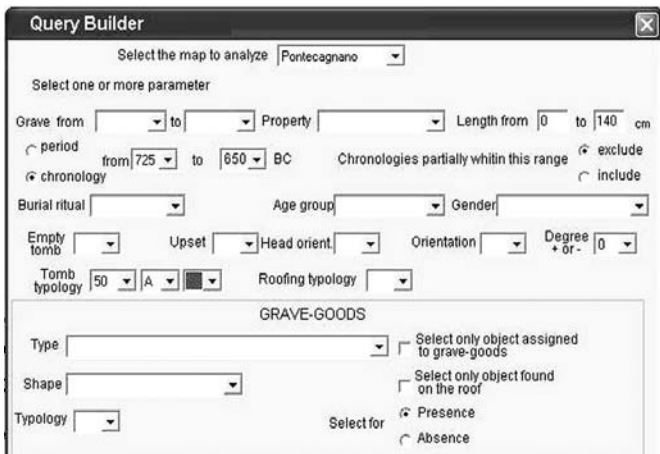 Query Builder
Select the map to analyze Pontecagnano
Select one or more parameter
Grave from to Property Length from 0 to 140 cm
period
from 725 to 650 BC Chronologies partially whitin this range
exclude
chronology
include
Burial ritual Age group Gender
Empty tomb Upset Head orient. Orientation Degree + or - 0
Tomb typology 50 A Roofing typology
GRAVE-GOODS
Type
Select only object assigned
to grave-goods
Shape
Select only object found
on the roof
Typology Select for
Presence
Absence